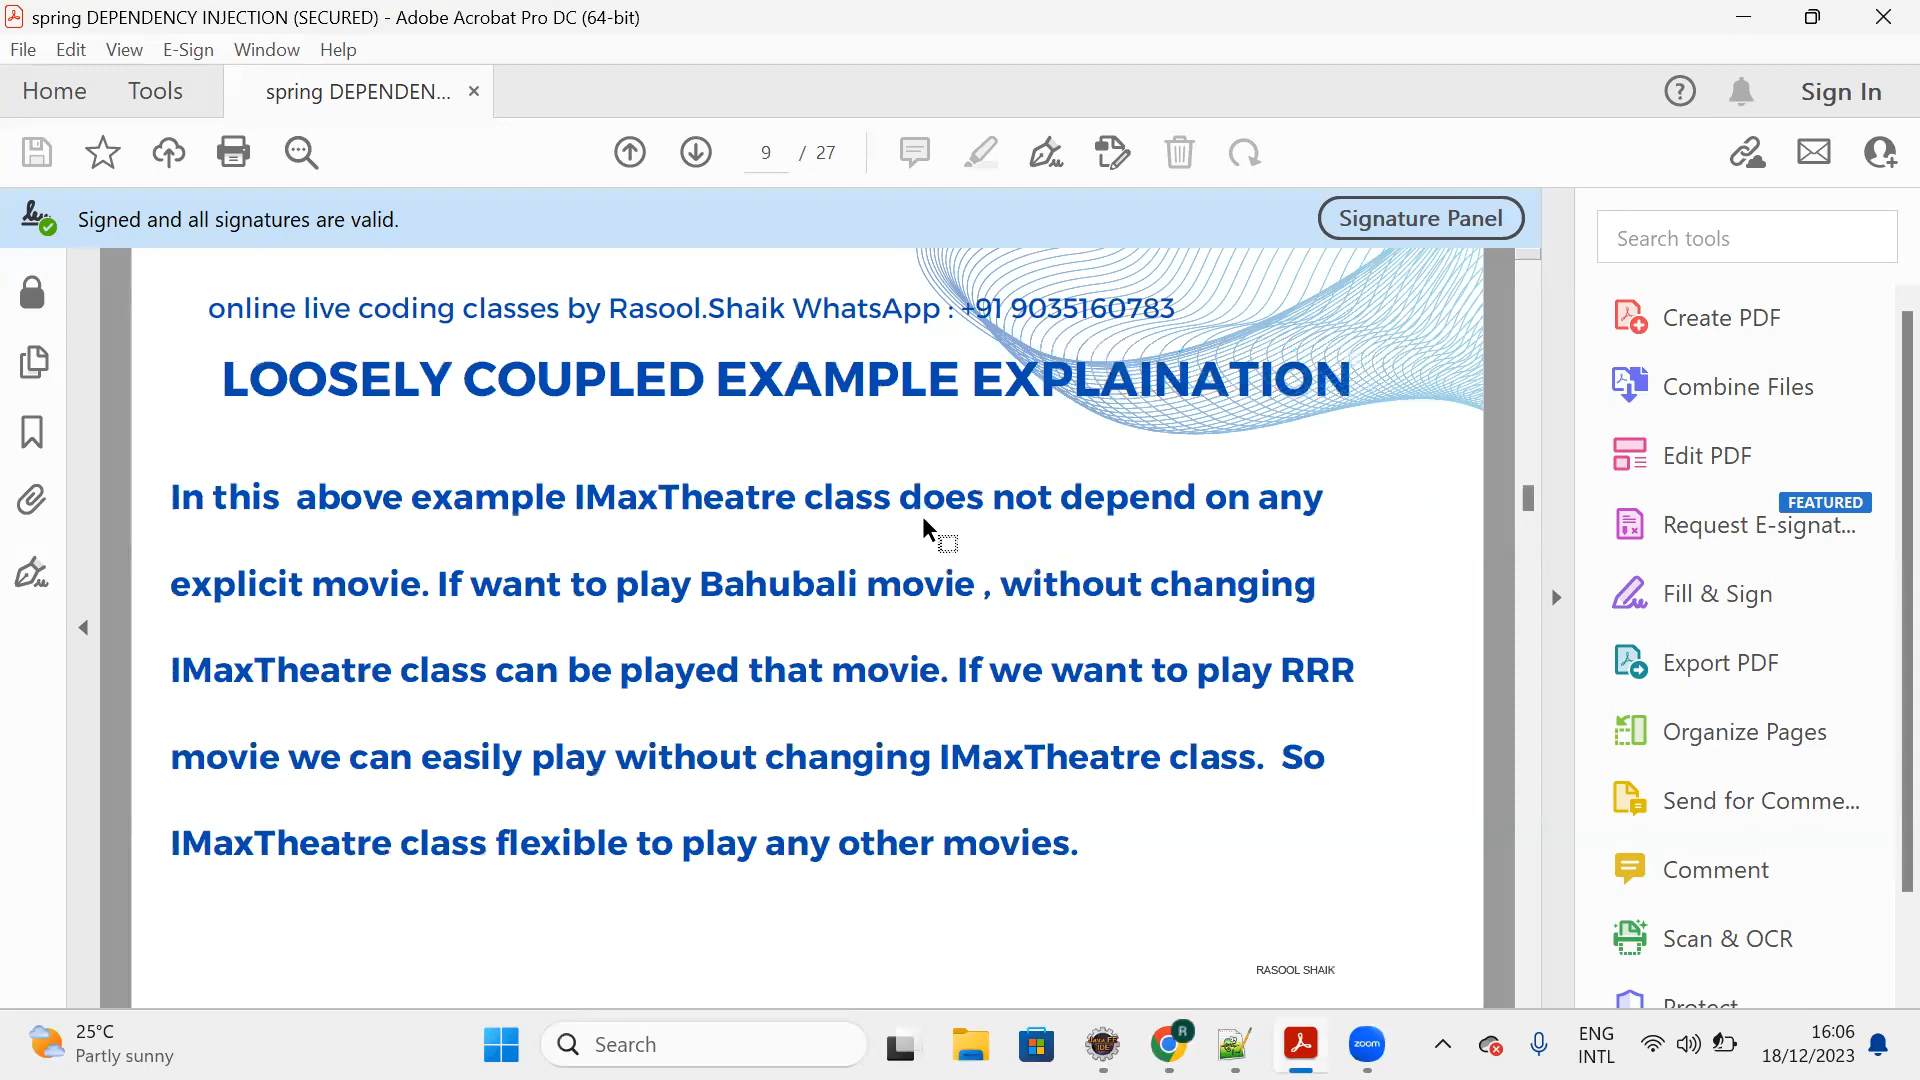 spring DEPENDENCY INJECTION (SECURED) - Adobe Acrobat Pro DC (64-bit)
File Edit View E-Sign Window Help
Home Tools spring DEPENDEN... × Sign In
9 / 27
Signed and all signatures are valid. Signature Panel
Search tools
online live coding classes by Rasool.Shaik WhatsApp : +91 9035160783
LOOSELY COUPLED EXAMPLE EXPLAINATION
In this above example IMaxTheatre class does not depend on any
explicit movie. If want to play Bahubali movie , without changing
IMaxTheatre class can be played that movie. If we want to play RRR
movie we can easily play without changing IMaxTheatre class. So
IMaxTheatre class flexible to play any other movies.
RASOOL SHAIK
Create PDF
Combine Files
Edit PDF
FEATURED
Request E-signat...
Fill & Sign
Export PDF
Organize Pages
Send for Comme...
Comment
Scan & OCR
25°C
Partly sunny
Search
R
zoom
ENG
INTL
16:06
18/12/2023